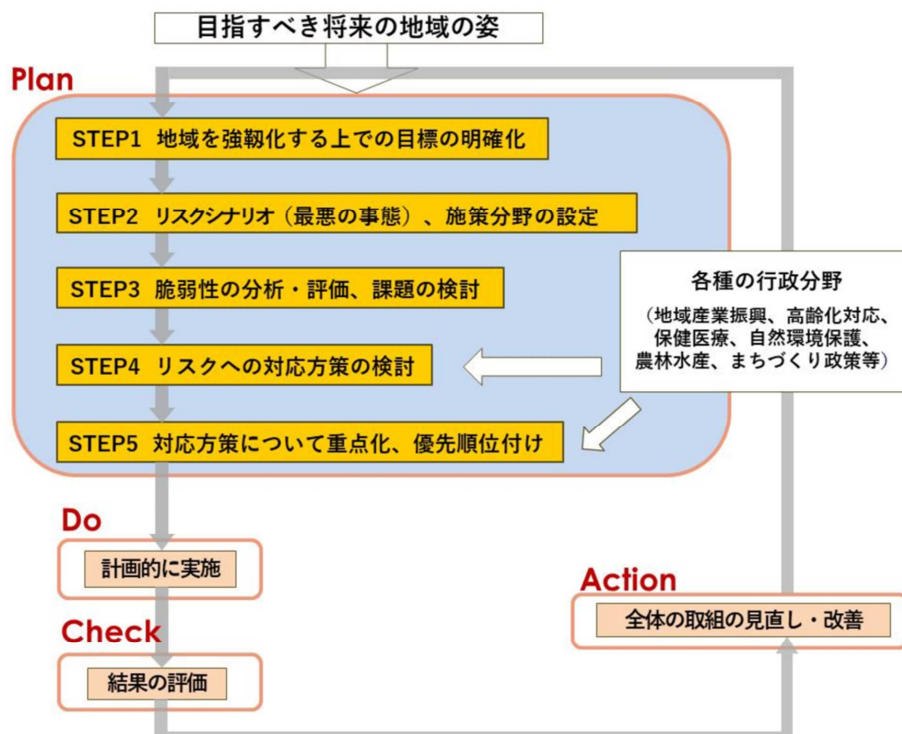 目指すべき将来の地域の姿
Plan
STEP1 地域を強靱化する上での目標の明確化
STEP2 リスクシナリオ（最悪の事態）、施策分野の設定
STEP3 脆弱性の分析・評価、課題の検討
各種の行政分野
（地域産業振興、高齢化対応、
保健医療、自然環境保護、
農林水産、まちづくり政策等）
STEP4 リスクへの対応方策の検討
STEP5 対応方策について重点化、優先順位付け
Do
計画的に実施
Check
結果の評価
Action
全体の取組の見直し・改善